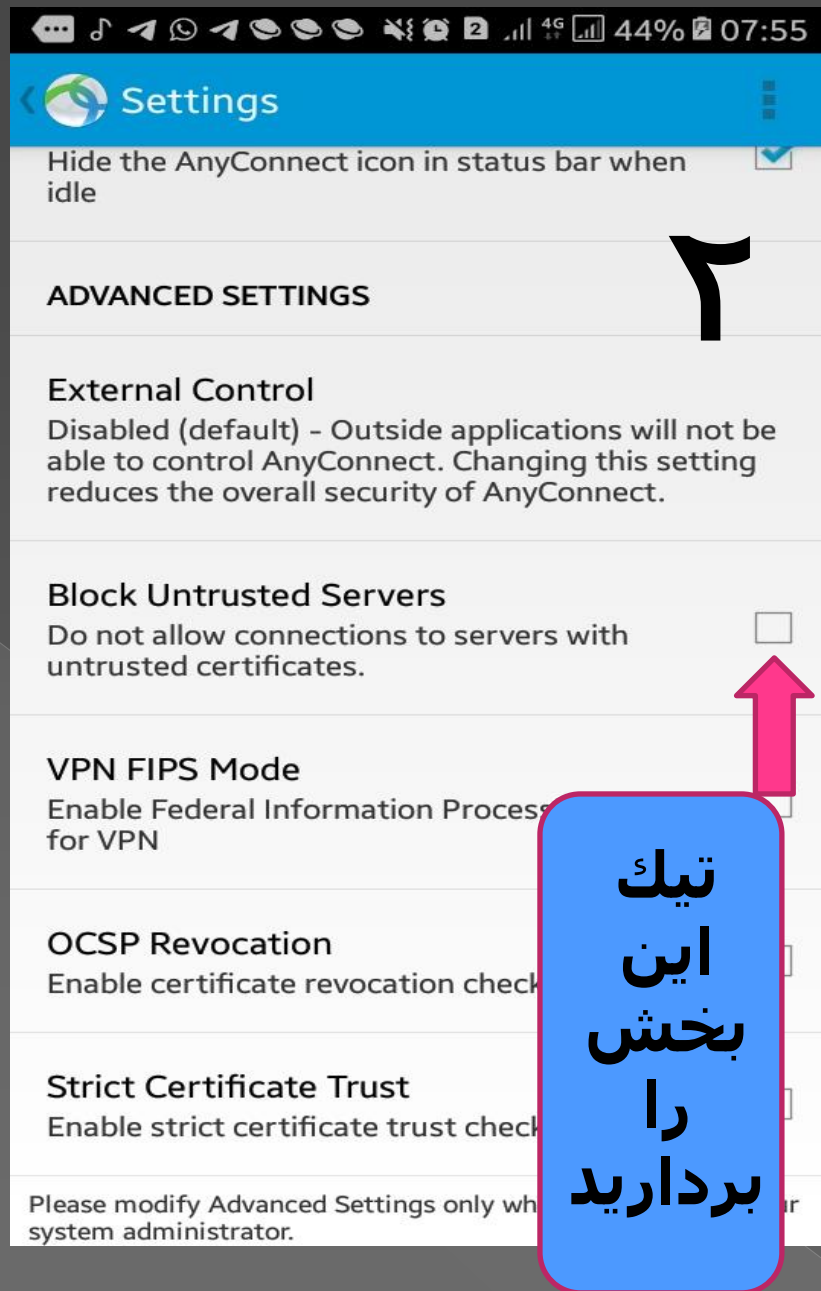 44% 07:55
Settings
Hide the AnyConnect icon in status bar when
idle
۲
ADVANCED SETTINGS
External Control
Disabled (default) - Outside applications will not be
able to control AnyConnect. Changing this setting
reduces the overall security of AnyConnect.
Block Untrusted Servers
Do not allow connections to servers with
untrusted certificates.
VPN FIPS Mode
Enable Federal Information Process
for VPN
OCSP Revocation
Enable certificate revocation check
Strict Certificate Trust
Enable strict certificate trust check
Please modify Advanced Settings only wh
system administrator.
تيك
اين
بخش
را
برداريد